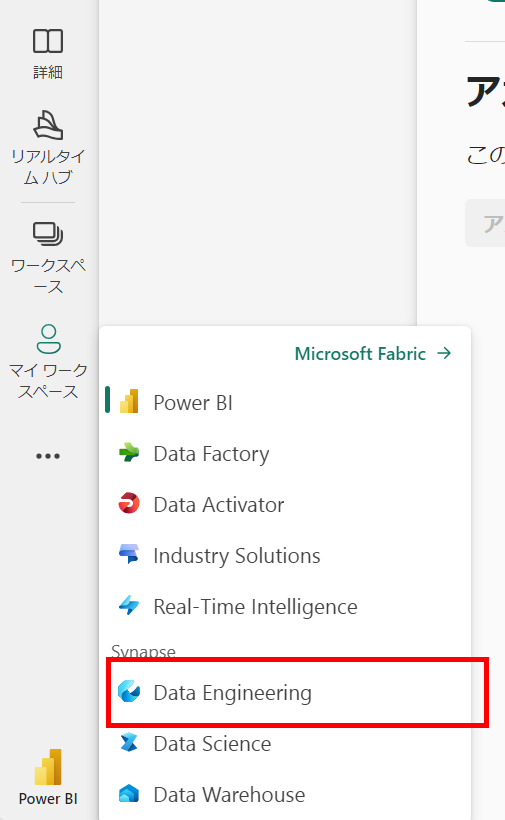 詳細
リアルタイ
ム ハブ
ワークスペ
ース
マイ ワーク
スペース
Microsoft Fabric
Power BI
Data Factory
Data Activator
Industry Solutions
Real-Time Intelligence
Synapse
Data Engineering
Data Science
Data Warehouse
Power BI
この